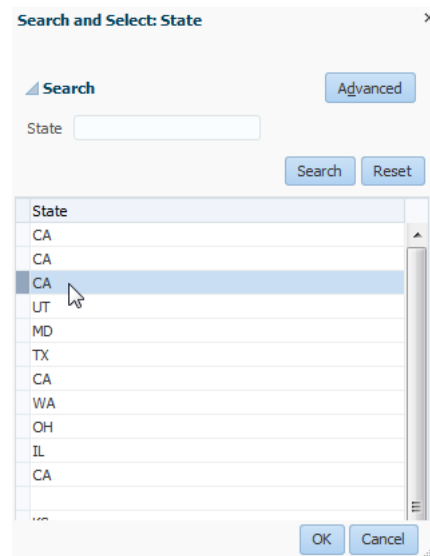 Search and Select: State
Search
Advanced
State
Search Reset
State
CA
CA
CA
UT
MD
TX
CA
WA
OH
IL
CA
OK Cancel